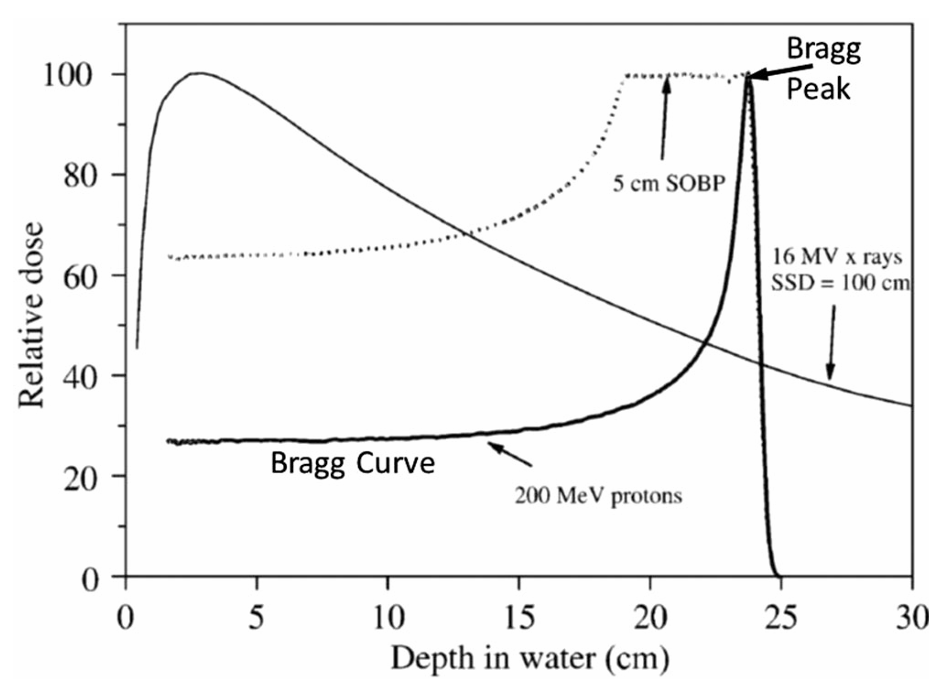 Bragg
Peak
100
80
60
40
20
0
Relative dose
5 cm SOBP
16 MV x rays
SSD = 100 cm
Bragg Curve
200 MeV protons
0 5 10 15 20 25 30
Depth in water (cm)